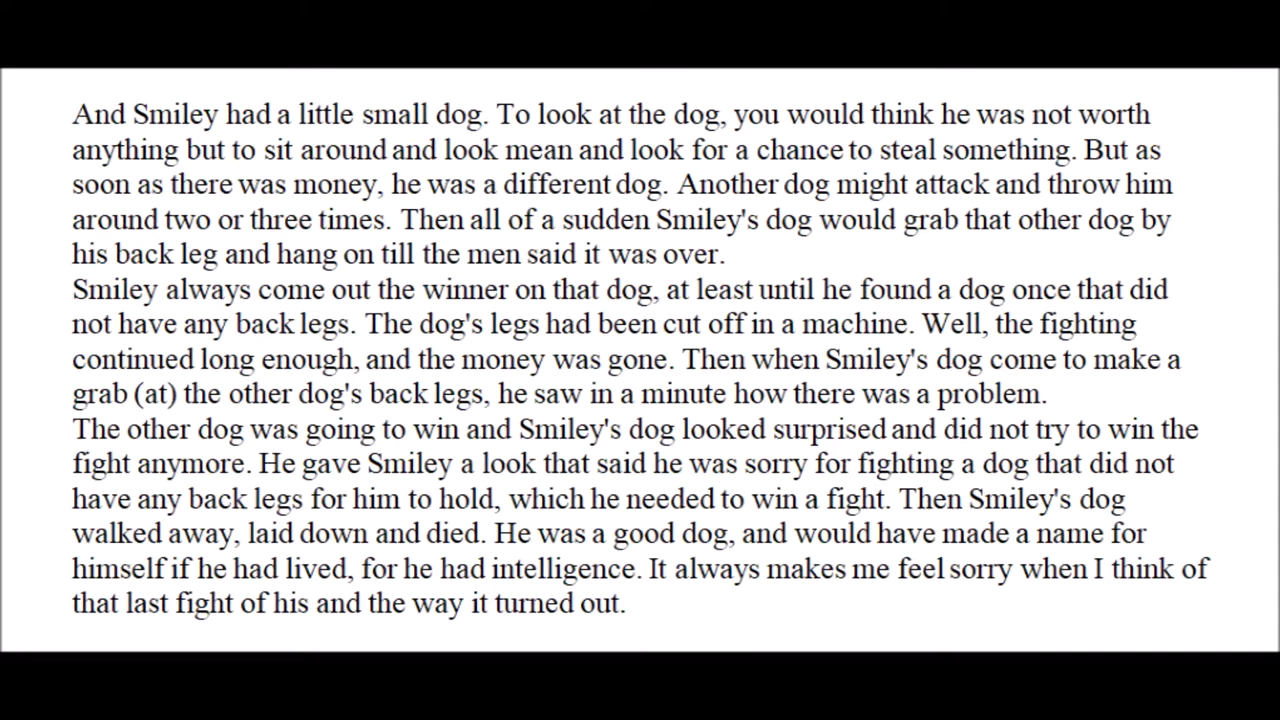 And Smiley had a little small dog. To look at the dog, you would think he was not worth
anything but to sit around and look mean and look for a chance to steal something. But as
soon as there was money, he was a different dog. Another dog might attack and throw him
around two or three times. Then all of a sudden Smiley's dog would grab that other dog by
his back leg and hang on till the men said it was over.
Smiley always come out the winner on that dog, at least until he found a dog once that did
not have any back legs. The dog's legs had been cut off in a machine. Well, the fighting
continued long enough, and the money was gone. Then when Smiley's dog come to make a
grab (at) the other dog's back legs, he saw in a minute how there was a problem.
The other dog was going to win and Smiley's dog looked surprised and did not try to win the
fight anymore. He gave Smiley a look that said he was sorry for fighting a dog that did not
have any back legs for him to hold, which he needed to win a fight. Then Smiley's dog
walked away, laid down and died. He was a good dog, and would have made a name for
himself if he had lived, for he had intelligence. It always makes me feel sorry when I think of
that last fight of his and the way it turned out.